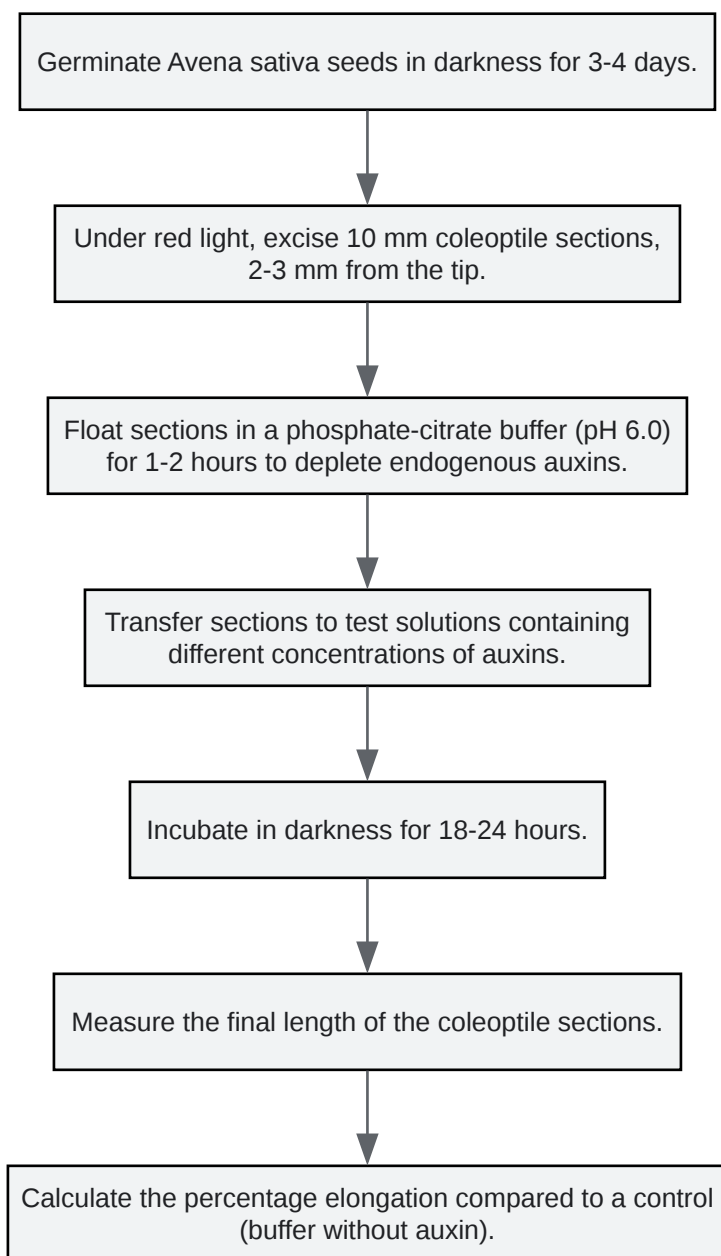 Germinate Avena sativa seeds in darkness for 3-4 days.
Under red light, excise 10 mm coleoptile sections,
2-3 mm from the tip.
Float sections in a phosphate-citrate buffer (pH 6.0)
for 1-2 hours to deplete endogenous auxins.
Transfer sections to test solutions containing
different concentrations of auxins.
Incubate in darkness for 18-24 hours.
Measure the final length of the coleoptile sections.
Calculate the percentage elongation compared to a control
(buffer without auxin).